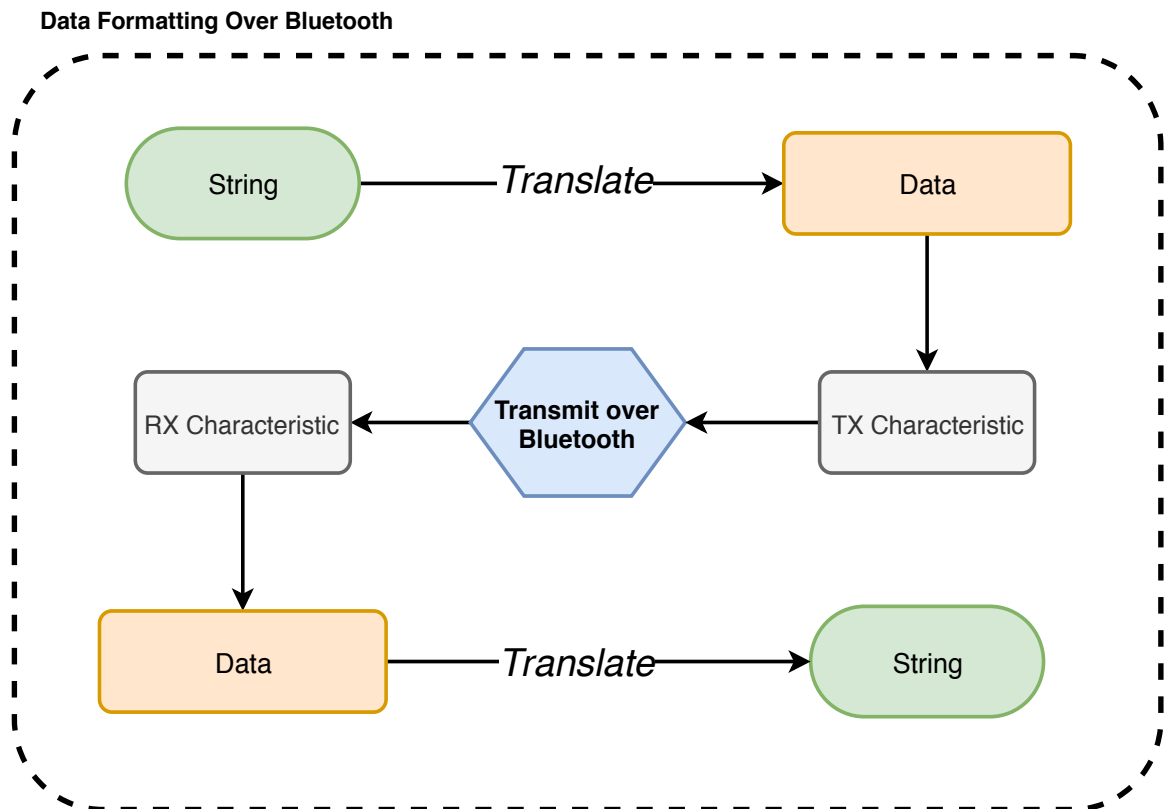 Data Formatting Over Bluetooth
String
Translate
Data
RX Characteristic
Transmit over
Bluetooth
TX Characteristic
Data
Translate
String